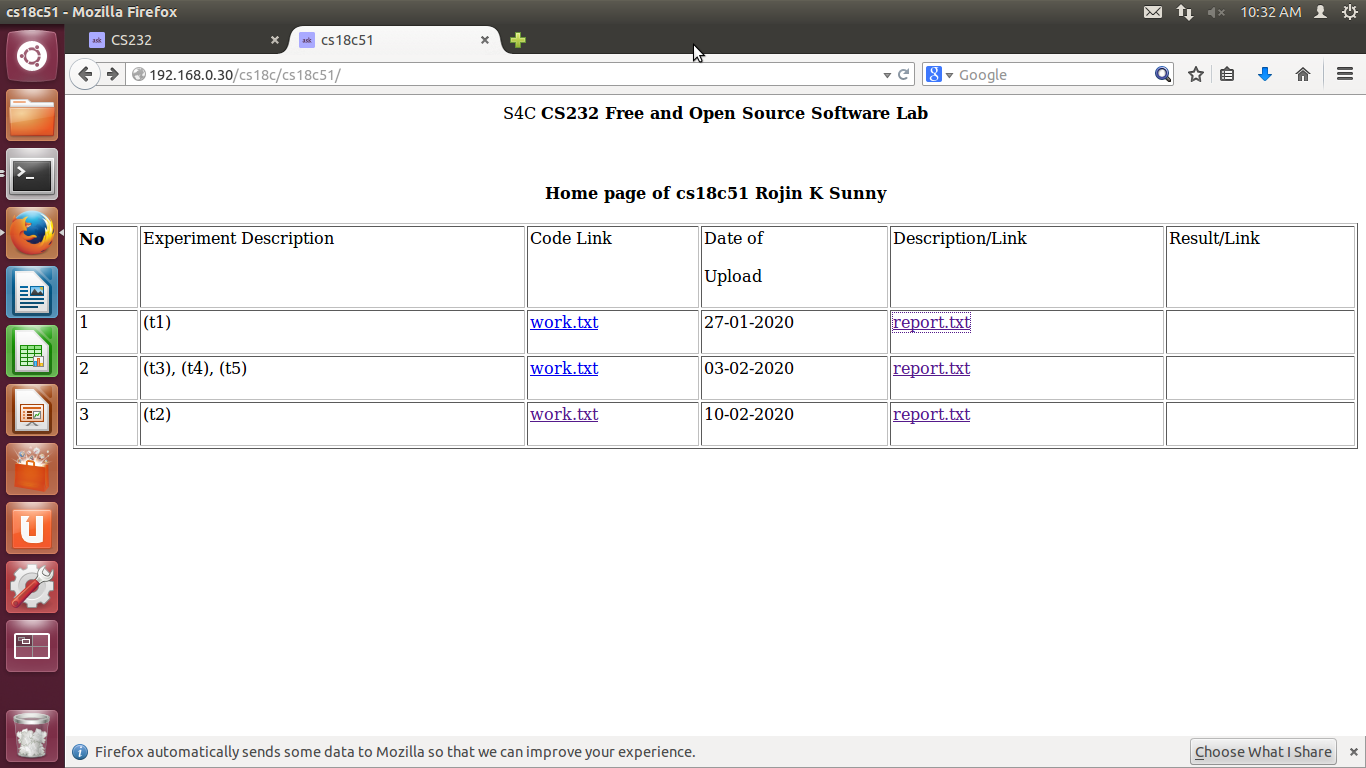 cs18c51 - Mozilla Firefox
10:32 AM
CS232
cs18c51
192.168.0.30/cs18c/cs18c51/
Google
S4C CS232 Free and Open Source Software Lab
Home page of cs18c51 Rojin K Sunny
No Experiment Description Code Link Date of Description/Link Result/Link
Upload
1 (t1) work.txt 27-01-2020 report.txt
2 (t3), (t4), (t5) work.txt 03-02-2020 report.txt
3 (t2) work.txt 10-02-2020 report.txt
Firefox automatically sends some data to Mozilla so that we can improve your experience. Choose What I Share